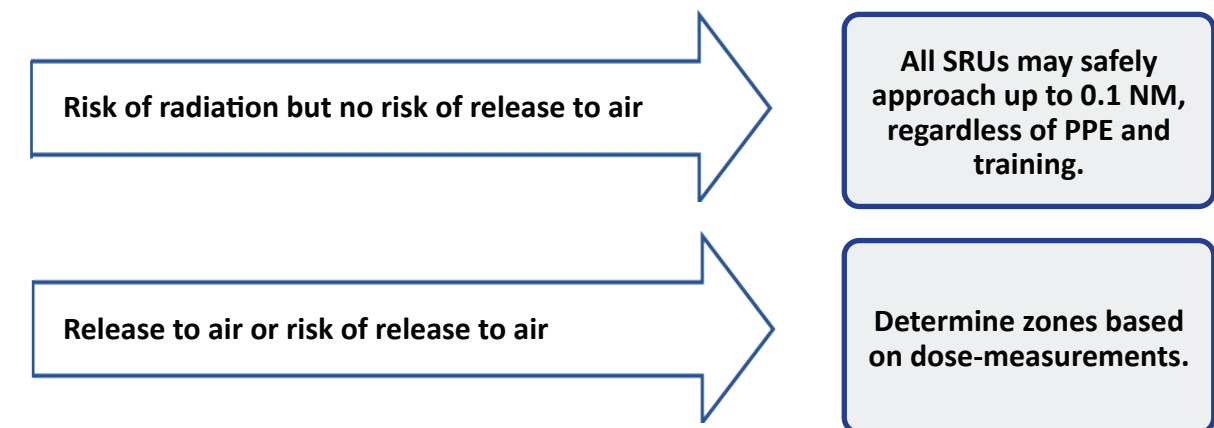 Risk of radiation but no risk of release to air
All SRUs may safely
approach up to 0.1 NM,
regardless of PPE and
training.
Release to air or risk of release to air
Determine zones based
on dose-measurements.